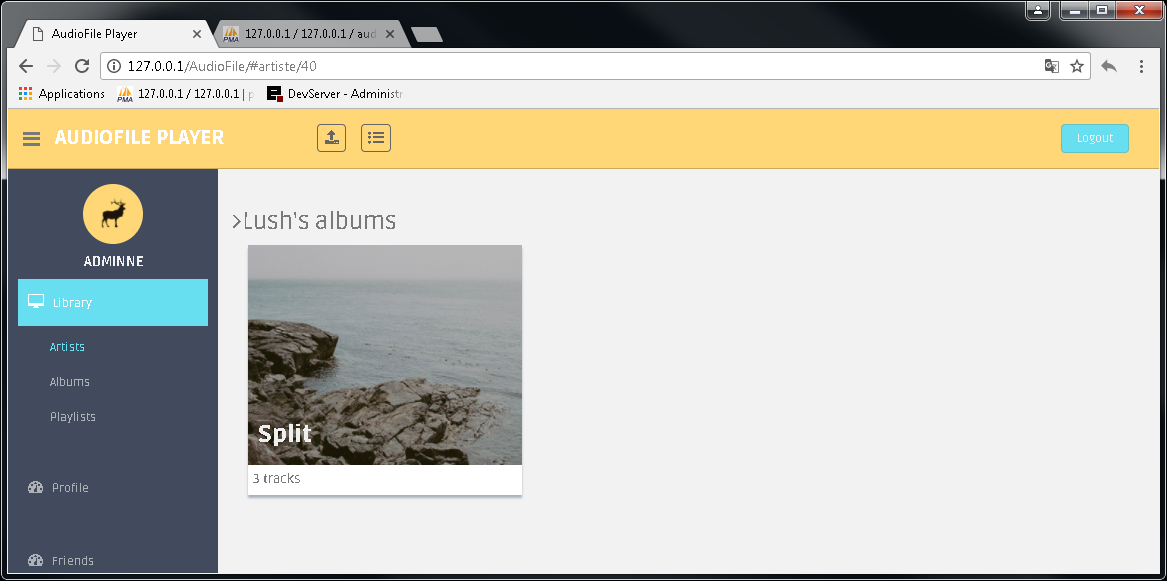 AudioFile Player
127.0.0.1 / 127.0.0.1 / aud
127.0.0.1/AudioFile/#artiste/40
Applications
PMA
127.0.0.1 / 127.0.0.1 | p
DevServer - Administr
AUDIOFILE PLAYER
Logout
ADMINNE
Library
Artists
Albums
Playlists
Profile
Friends
>Lush's albums
Split
3 tracks